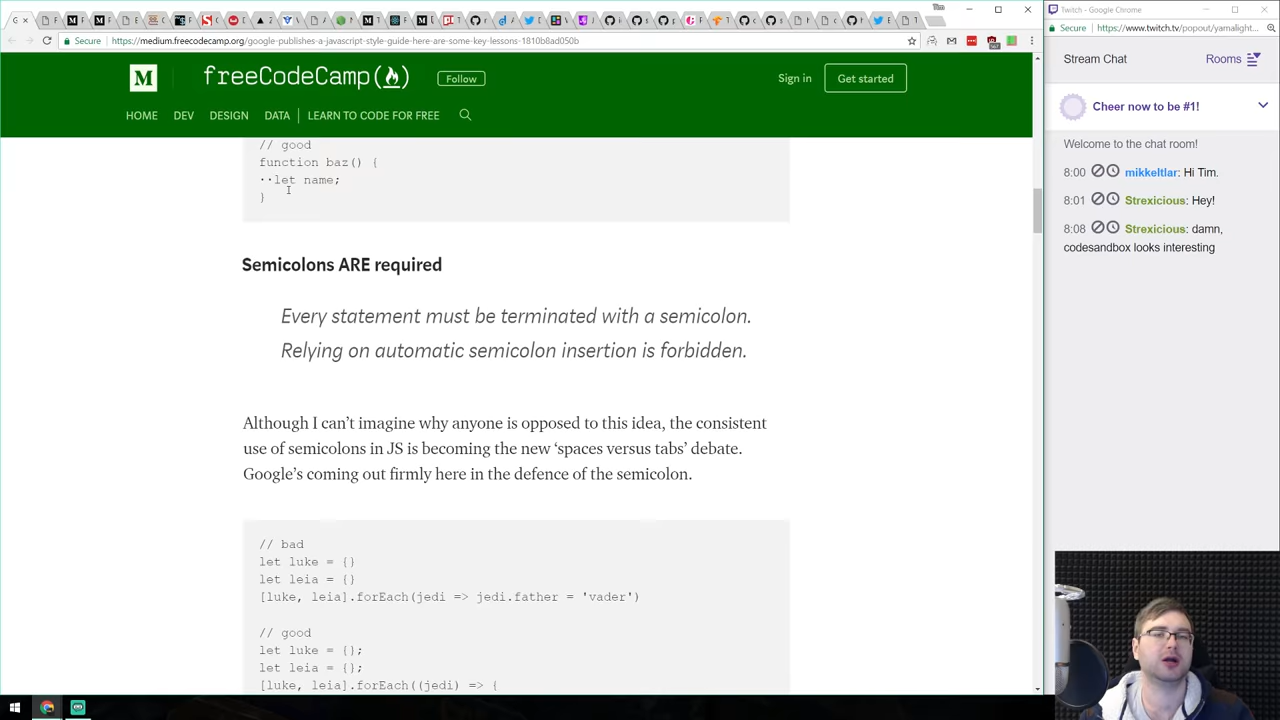 Secure
https://medium.freecodecamp.org/google-publishes-a-javascript-style-guide-here-are-some-key-lessons-1810b8ad050b
M
freeCodeCamp
Follow
Sign in
Get started
HOME
DEV
DESIGN
DATA
LEARN TO CODE FOR FREE
// good
function baz() {
··let name;
}
Semicolons ARE required
Every statement must be terminated with a semicolon.
Relying on automatic semicolon insertion is forbidden.
Although I can’t imagine why anyone is opposed to this idea, the consistent
use of semicolons in JS is becoming the new ‘spaces versus tabs’ debate.
Google’s coming out firmly here in the defence of the semicolon.
// bad
let luke = {}
let leia = {}
[luke, leia].forEach(jedi => jedi.father = 'vader')
// good
let luke = {};
let leia = {};
[luke, leia].forEach((jedi) => {
Twitch - Google Chrome
Secure
https://www.twitch.tv/popout/yamalight...
Stream Chat
Rooms
Cheer now to be #1!
Welcome to the chat room!
8:00 mikkeltlar: Hi Tim.
8:01 Strexicious: Hey!
8:08 Strexicious: damn,
codesandbox looks interesting